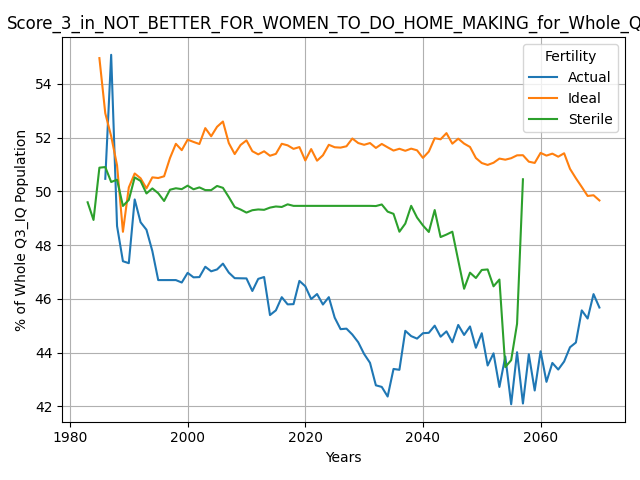 Score_3_in_NOT_BETTER_FOR_WOMEN_TO_DO_HOME_MAKING_for_Whole_Q
Fertility
Actual
Ideal
Sterile
% of Whole Q3_IQ Population
54
52
50
48
46
44
42
1980
2000
2020
2040
2060
Years